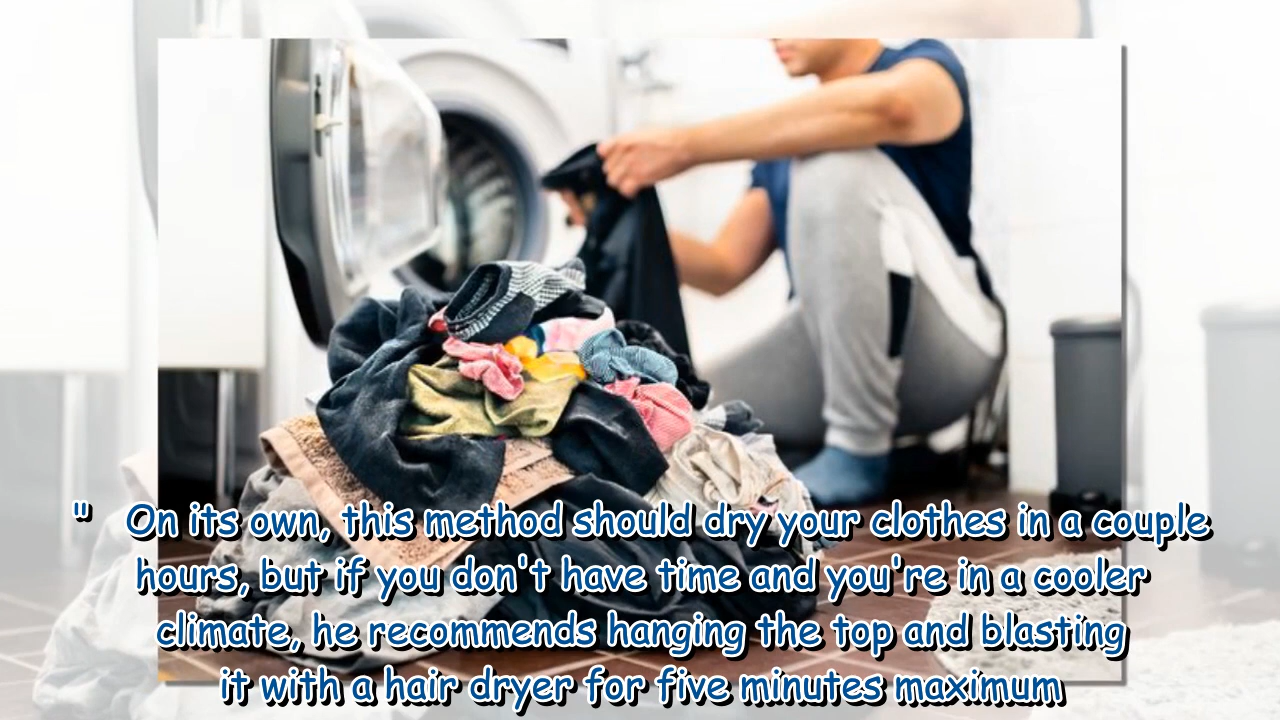 " On its own, this method should dry your clothes in a couple
hours, but if you don't have time and you're in a cooler
climate, he recommends hanging the top and blasting
it with a hair dryer for five minutes maximum